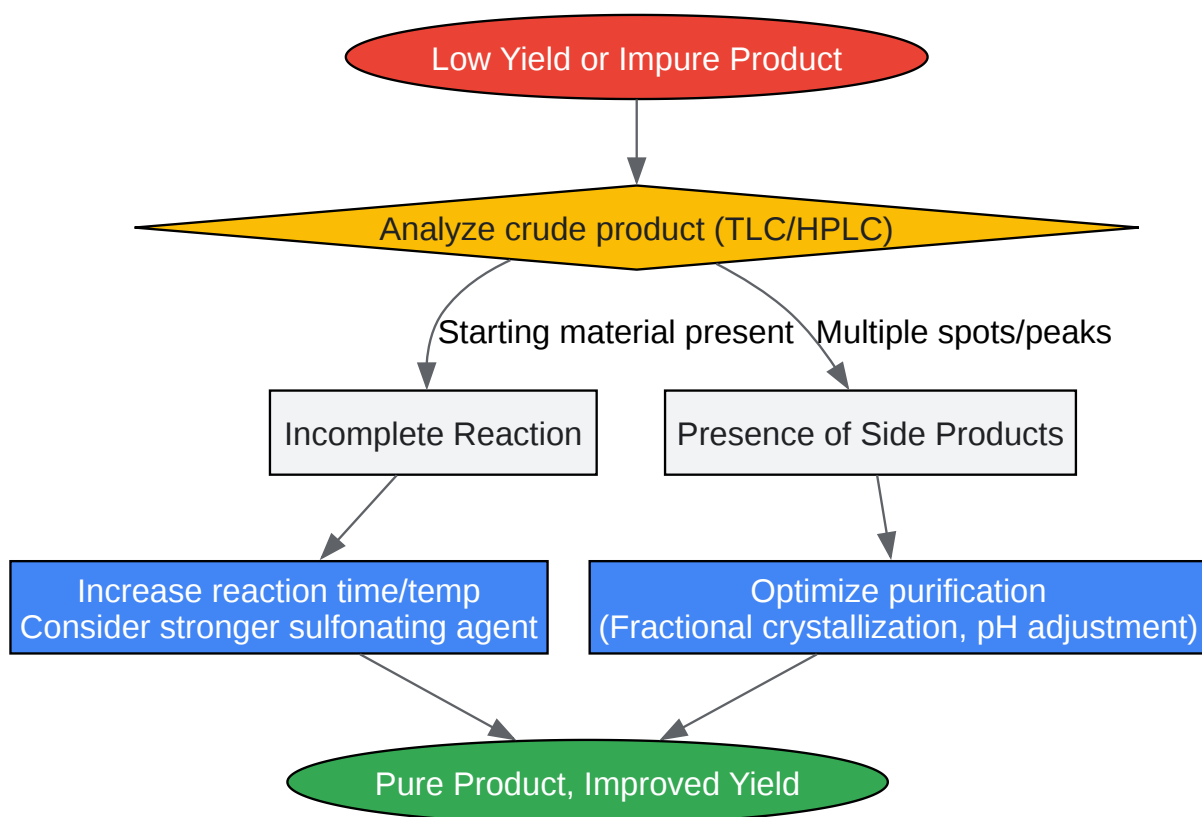 Low Yield or Impure Product
Analyze crude product (TLC/HPLC)
Starting material present
Multiple spots/peaks
Incomplete Reaction
Presence of Side Products
Increase reaction time/temp
Consider stronger sulfonating agent
Optimize purification
(Fractional crystallization, pH adjustment)
Pure Product, Improved Yield